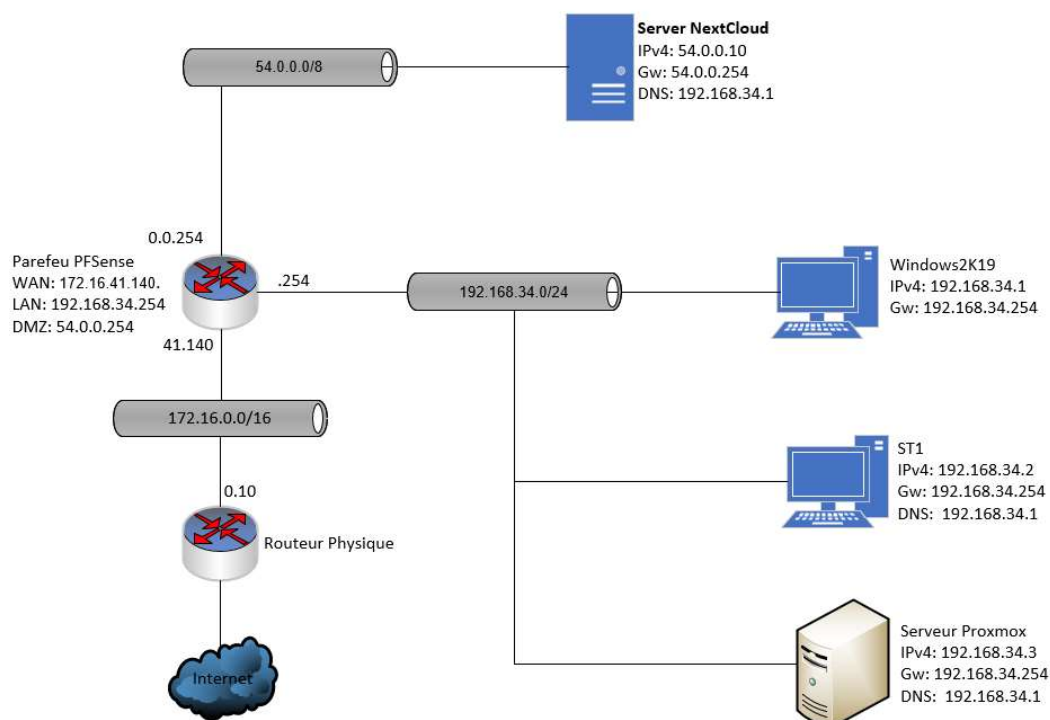 54.0.0.0/8
Server NextCloud
IPv4: 54.0.0.10
Gw: 54.0.0.254
DNS: 192.168.34.1
0.0.254
Parefeu PFSense
WAN: 172.16.41.140.
LAN: 192.168.34.254
DMZ: 54.0.0.254
.254
41.140
192.168.34.0/24
Windows2K19
IPv4: 192.168.34.1
Gw: 192.168.34.254
172.16.0.0/16
ST1
IPv4: 192.168.34.2
Gw: 192.168.34.254
DNS: 192.168.34.1
0.10
Routeur Physique
Internet
Serveur Proxmox
IPv4: 192.168.34.3
Gw: 192.168.34.254
DNS: 192.168.34.1